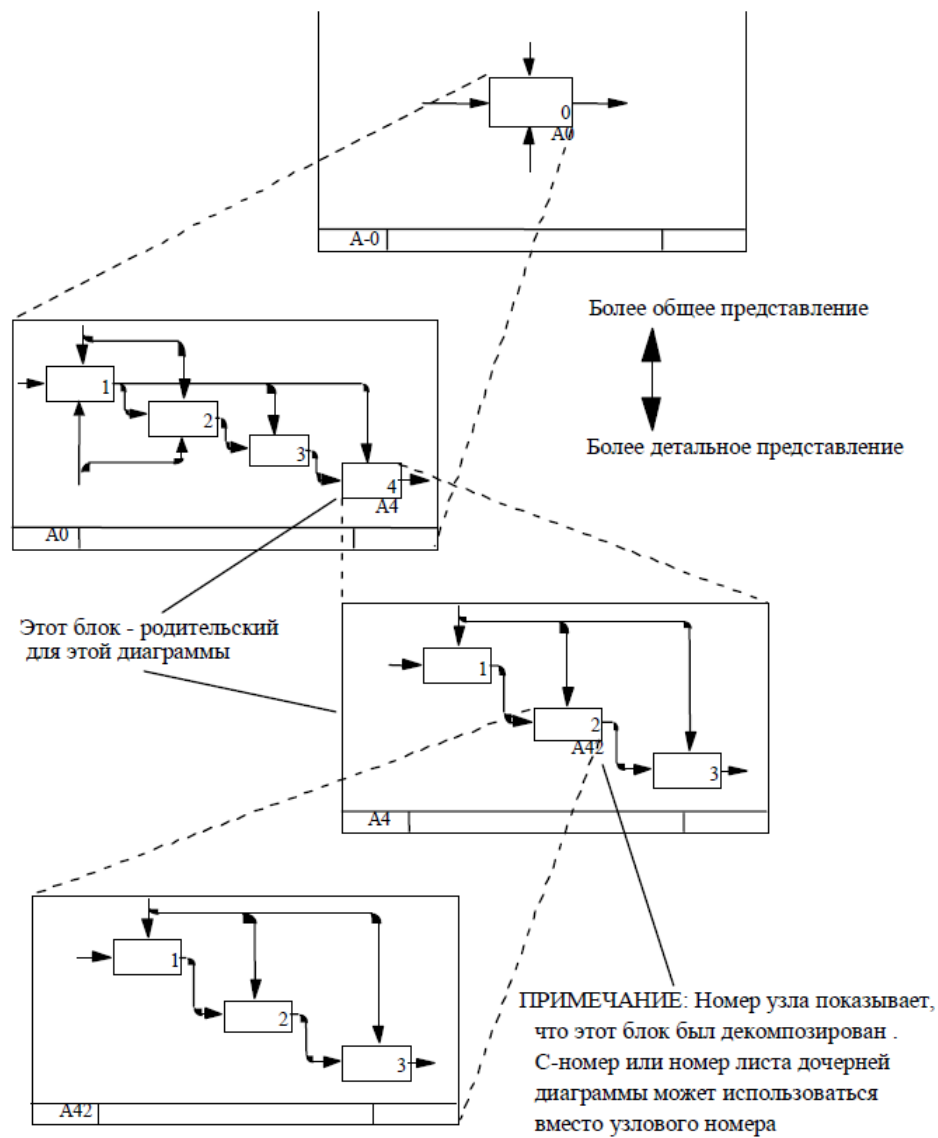 0
A0
A-0
Более общее представление
Более детальное представление
1
2
3
4
A4
A0
Этот блок - родительский
для этой диаграммы
1
2
A42
3
A4
1
2
3
A42
ПРИМЕЧАНИЕ: Номер узла показывает,
что этот блок был декомпозирован .
С-номер или номер листа дочерней
диаграммы может использоваться
вместо узлового номера